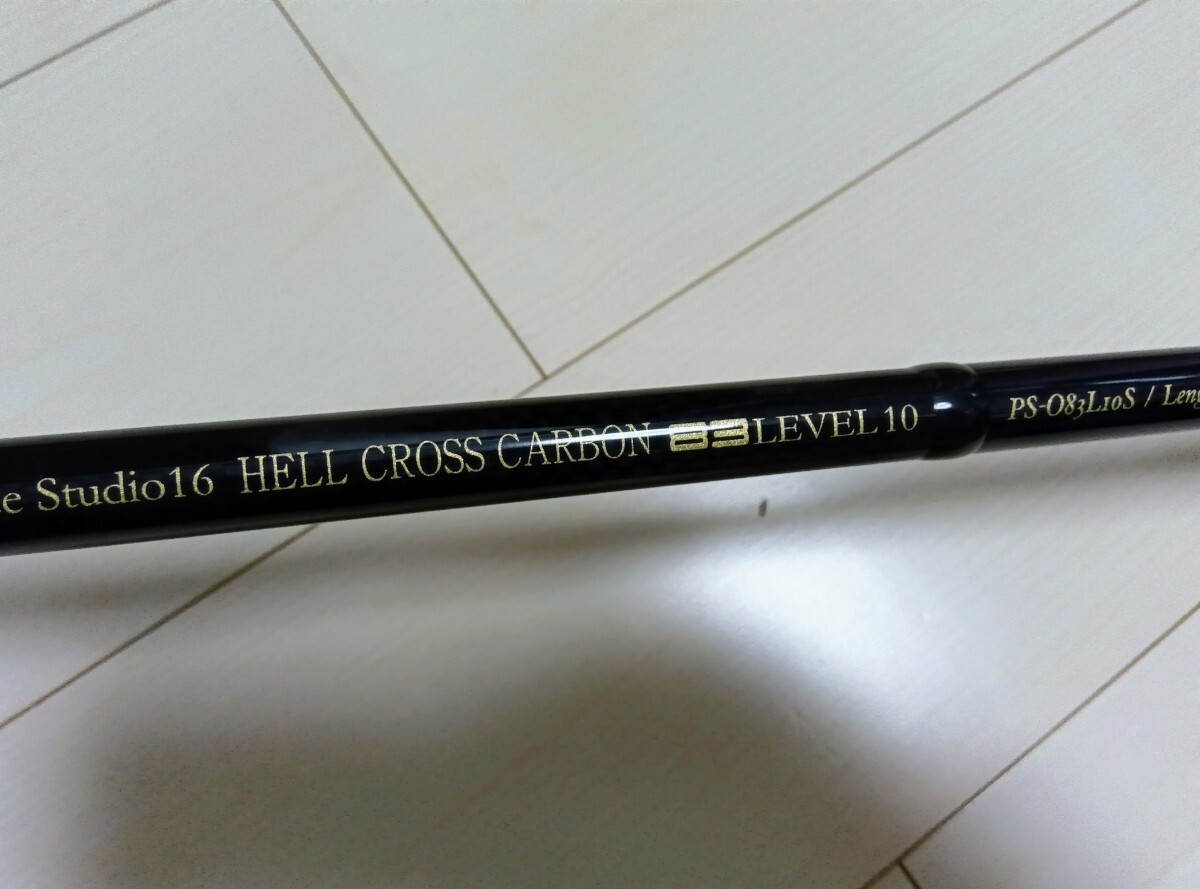 e Studio16 HELL CROSS CARBON 83 LEVEL 10 PS-O83L10S / Leng